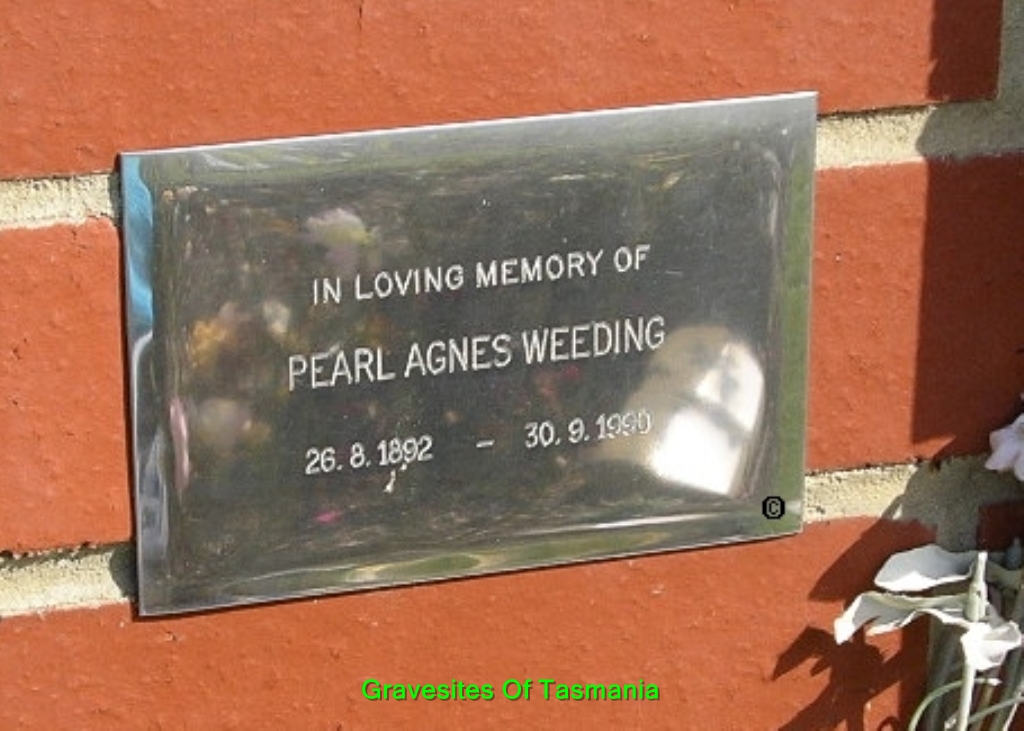 IN LOVING MEMORY OF
PEARL AGNES WEEDING
26.8.1892 – 30.9.1990
©
Gravesites Of Tasmania